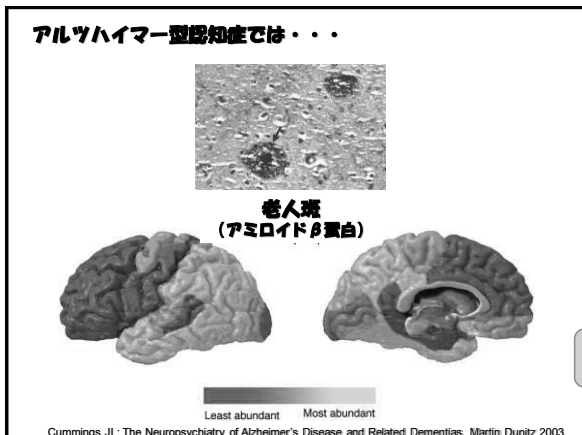 アルツハイマー型認知症では・・・
老人斑
(アミロイドβ蛋白)
Least abundant Most abundant
Cummings JL: The Neuropsychiatry of Alzheimer's Disease and Related Dementias. Martin Dunitz 2003